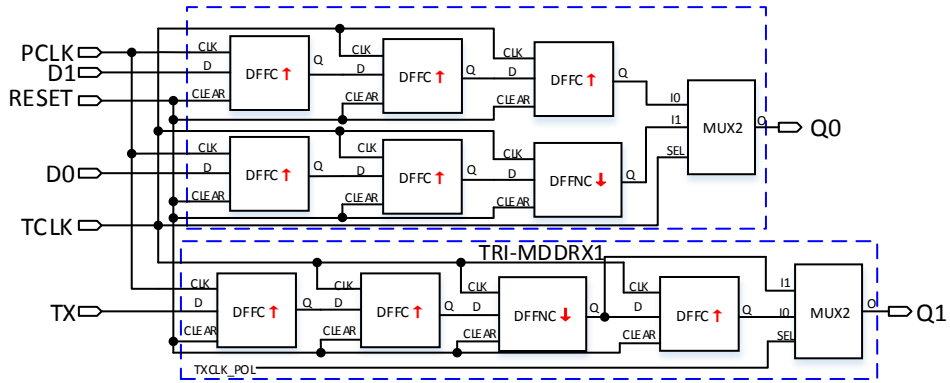 PCLK
D1
RESET
D0
TCLK
TX
CLK
D
CLEAR
DFFC
Q
CLK
D
CLEAR
DFFC
Q
CLK
D
CLEAR
DFFC
Q
I0
I1
SEL
MUX2
O
Q0
CLK
D
CLEAR
DFFC
Q
CLK
D
CLEAR
DFFC
Q
CLK
D
CLEAR
DFFNC
Q
TRI-MDDRX1
CLK
D
CLEAR
DFFC
Q
CLK
D
CLEAR
DFFC
Q
CLK
D
CLEAR
DFFNC
Q
CLK
D
CLEAR
DFFC
Q
I1
I0
SEL
MUX2
O
Q1
TXCLK_POL